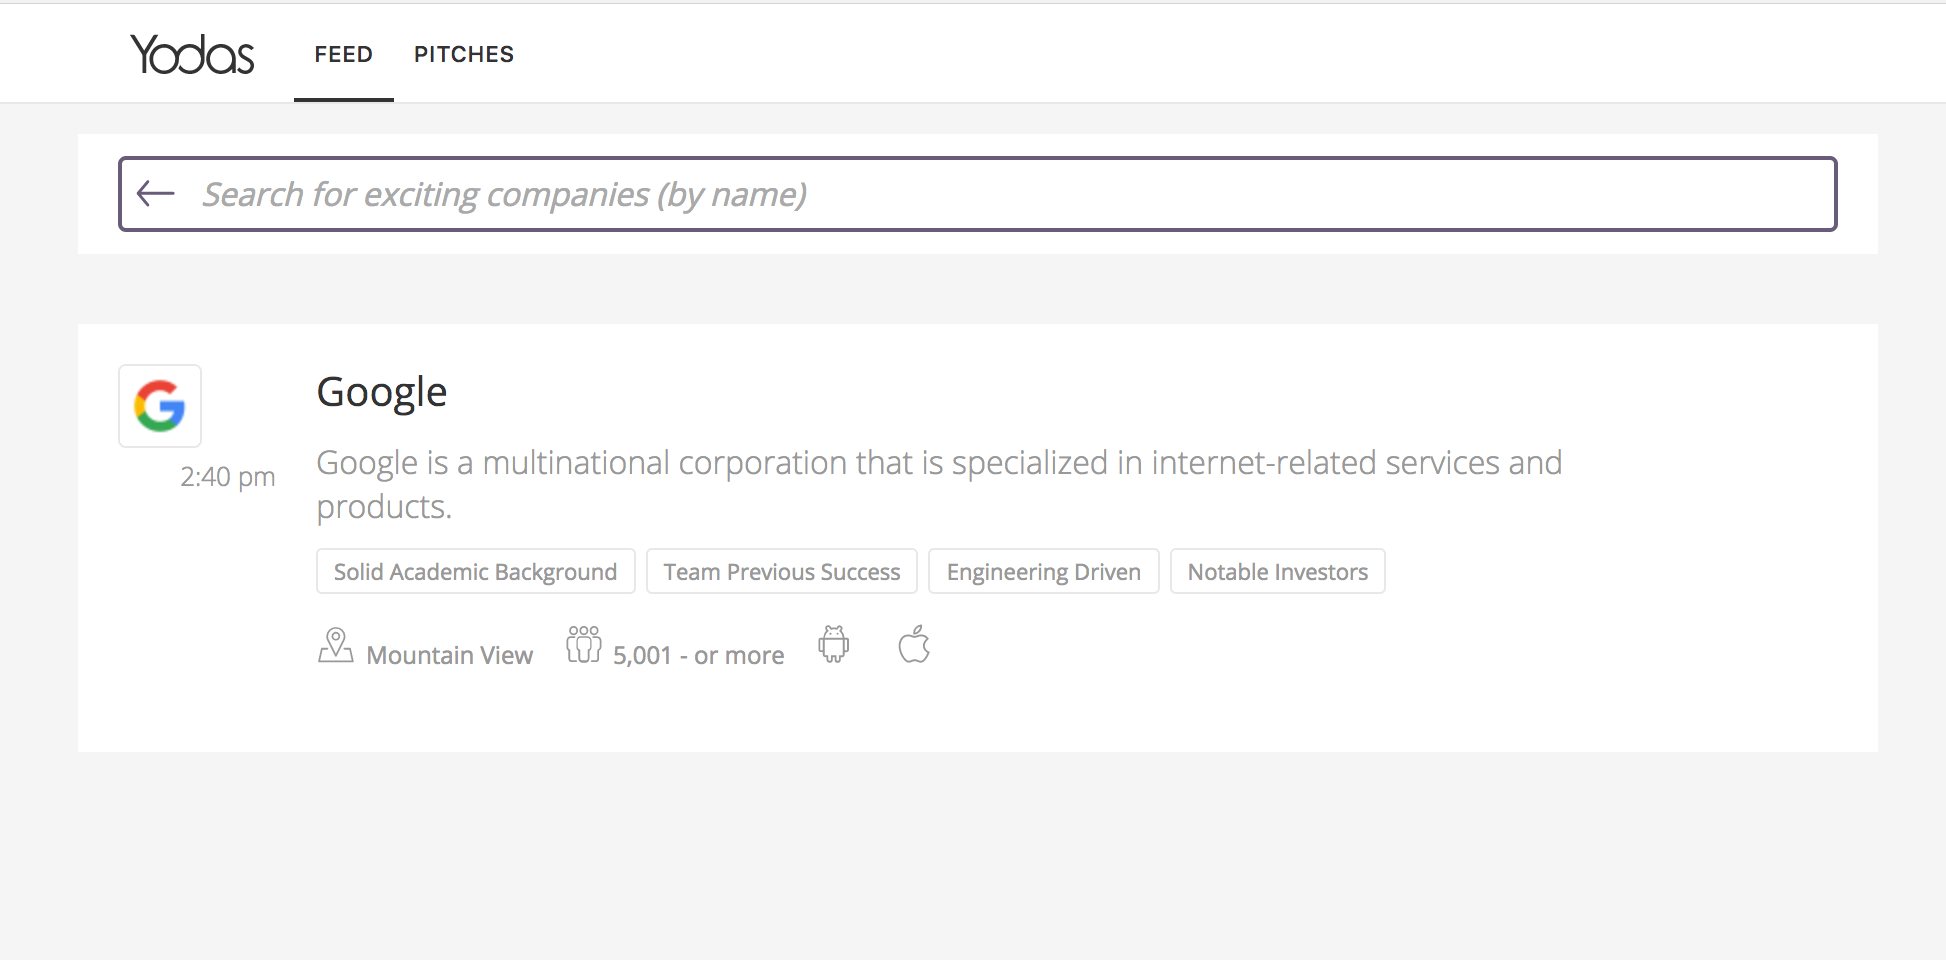 Yodas
FEED
PITCHES
Search for exciting companies (by name)
Google
2:40 pm
Google is a multinational corporation that is specialized in internet-related services and
products.
Solid Academic Background
Team Previous Success
Engineering Driven
Notable Investors
Mountain View
5,001 - or more